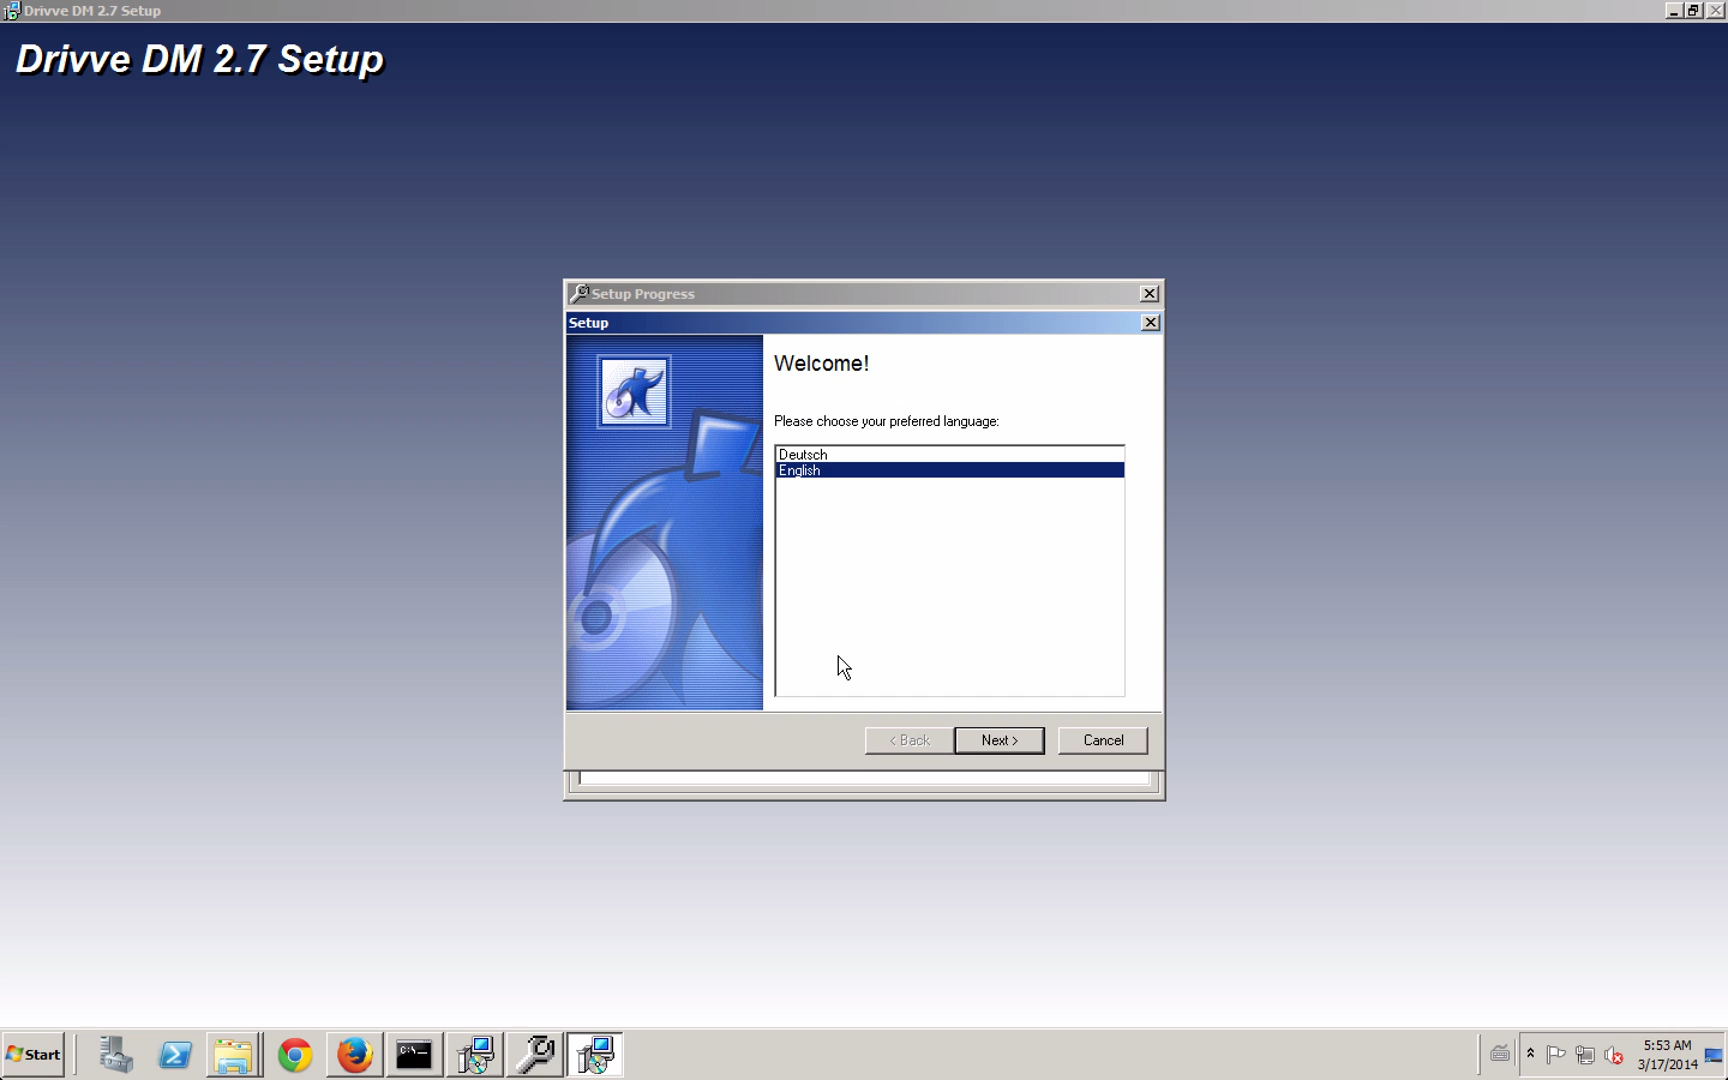 Drivve DM 2.7 Setup
Drivve DM 2.7 Setup
Setup Progress
Setup
Welcome!
Please choose your preferred language:
Deutsch
English
< Back
Next >
Cancel
Start
C:\_
5:53 AM
3/17/2014